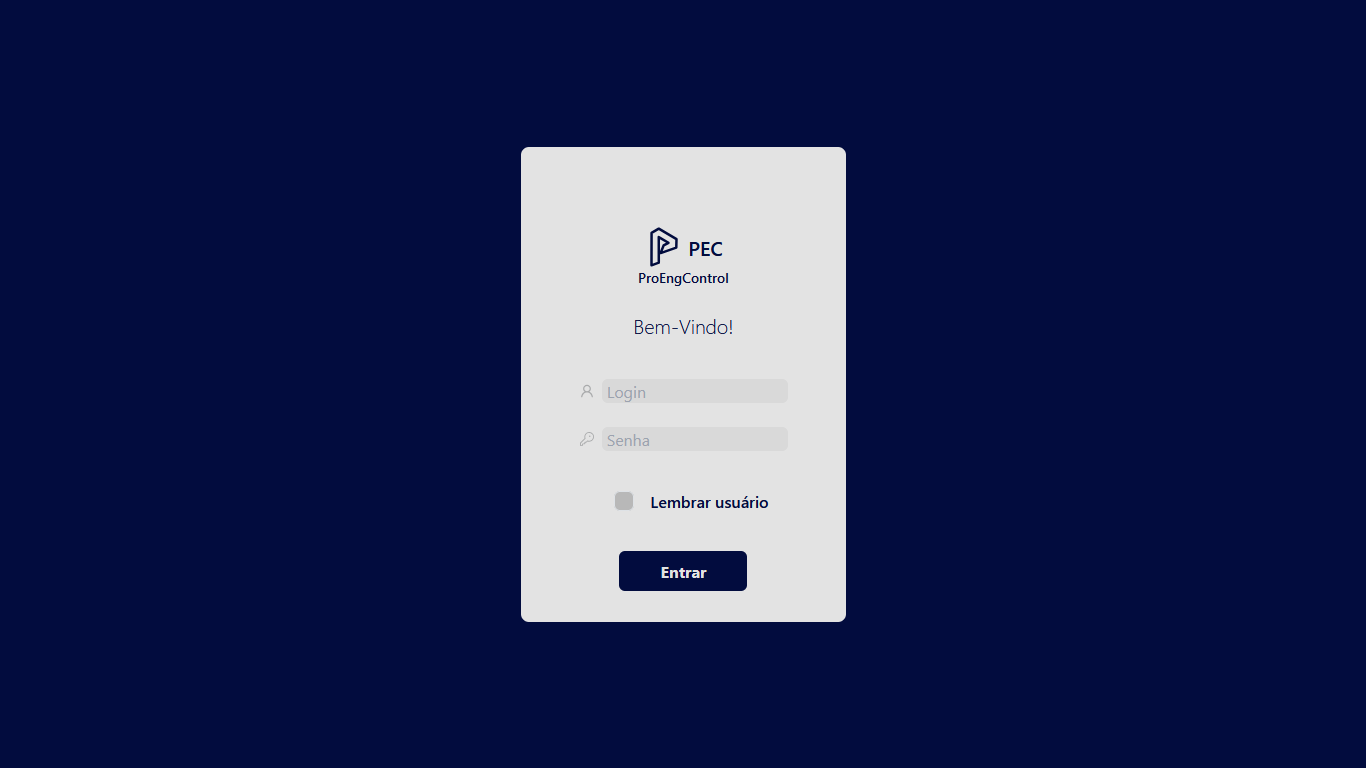 PEC
ProEngControl
Bem-Vindo!
Login
Senha
Lembrar usuário
Entrar